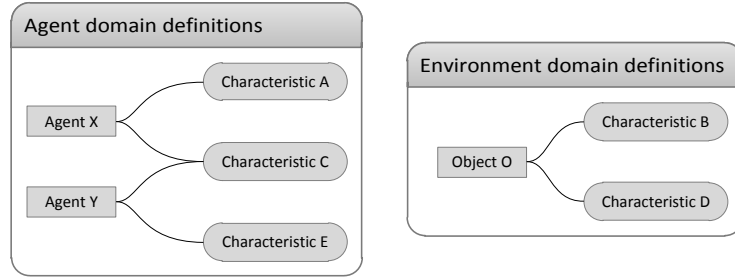 Agent domain definitions
Characteristic A
Agent X
Characteristic C
Agent Y
Characteristic E
Environment domain definitions
Characteristic B
Object O
Characteristic D